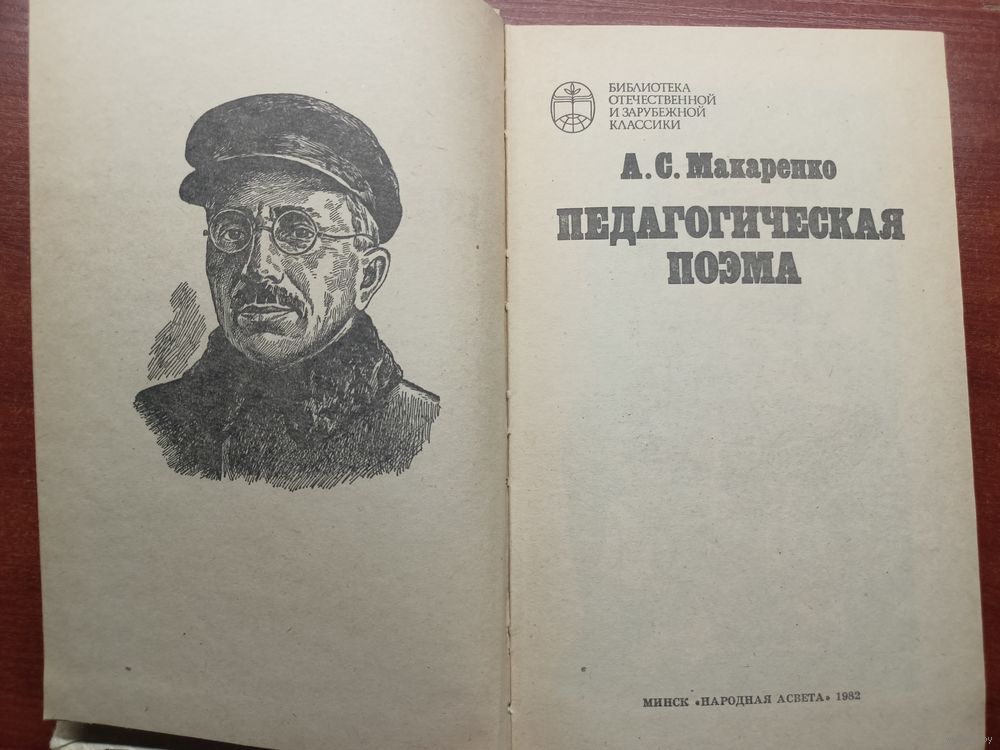 БИБЛИОТЕКА
ОТЕЧЕСТВЕННОЙ
И ЗАРУБЕЖНОЙ
КЛАССИКИ
А. С. Макаренко
ПЕДАГОГИЧЕСКАЯ
ПОЭМА
МИНСК «НАРОДНАЯ АСВЕТА» 1982